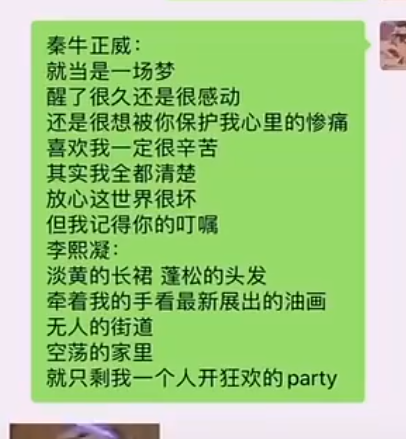 秦牛正威：
就当是一场梦
醒了很久还是很感动
还是很想被你保护我心里的惨痛
喜欢我一定很辛苦
其实我全都清楚
放心这世界很坏
但我记得你的叮嘱
李熙凝：
淡黄的长裙 蓬松的头发
牵着我的手看最新展出的油画
无人的街道
空荡的家里
就只剩我一个人开狂欢的party